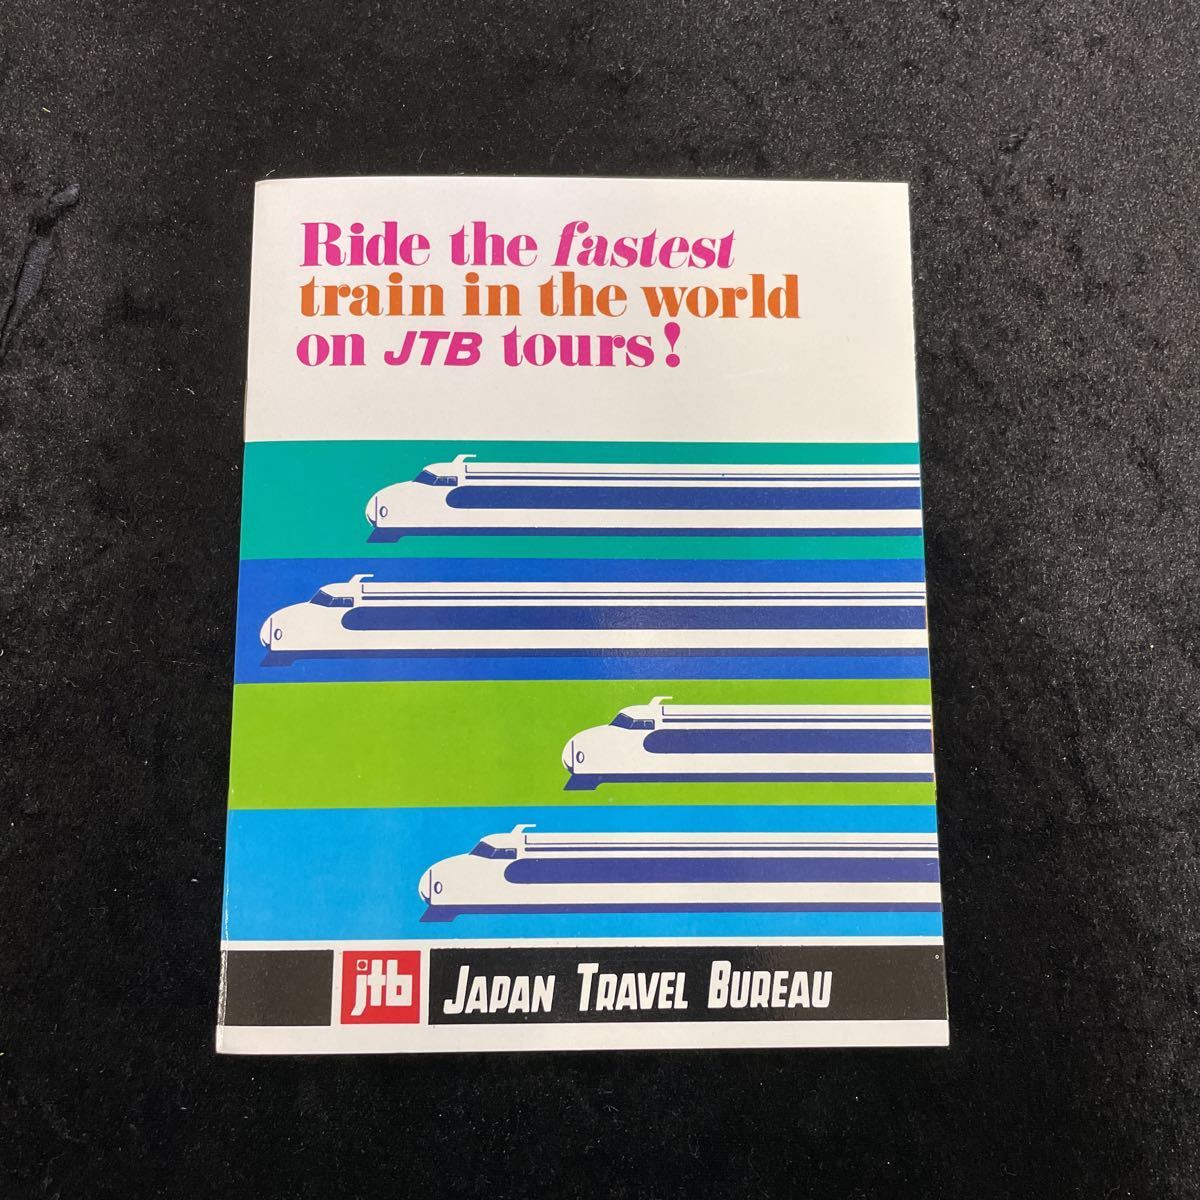 Ride the fastest
train in the world
on JTB tours!
jtb JAPAN TRAVEL BUREAU